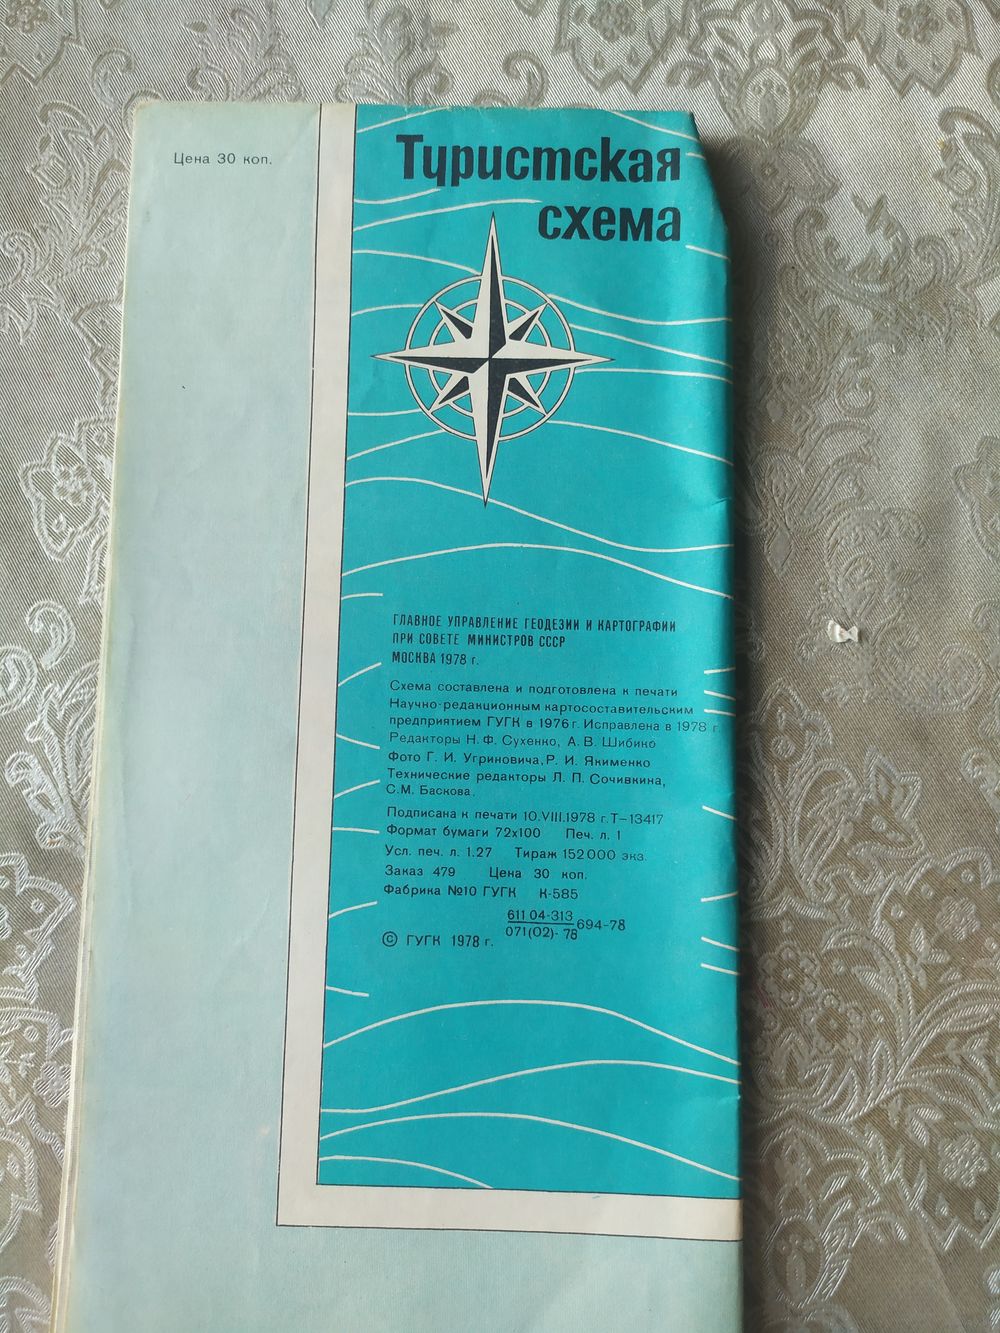 Цена 30 коп.
Туристская
схема
ГЛАВНОЕ УПРАВЛЕНИЕ ГЕОДЕЗИИ И КАРТОГРАФИИ
ПРИ СОВЕТЕ МИНИСТРОВ СССР
МОСКВА 1978 г.
Схема составлена и подготовлена к печати
Научно-редакционным картосоставительским
предприятием ГУГК в 1976 г. Исправлена в 1978 г.
Редакторы Н. Ф. Сухенко, А. В. Шибико
Фото Г. И. Угриновича, Р. И. Якименко
Технические редакторы Л. П. Сочивкина,
С.М. Баскова.
Подписана к печати 10.VIII.1978 г. Т–13417
Формат бумаги 72х100 Печ. л. 1
Усл. печ. л. 1.27 Тираж 152000 экз.
Заказ 479 Цена 30 коп.
Фабрика №10 ГУГК К-585
611 04-313
071(02)- 78
694-78
© ГУГК 1978 г.